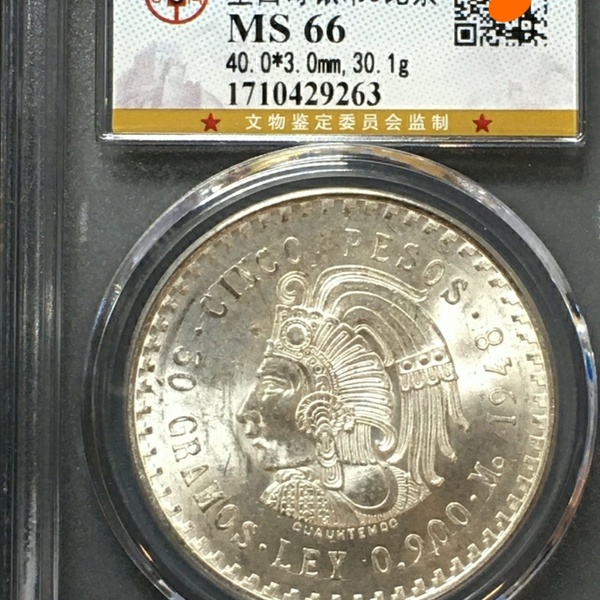 MS 66
40.0*3.0mm, 30.1g
1710429263
★ 文物鉴定委员会监制 ★
30 GRAMOS · CINCO PESOS · 1948
CUAUHTEMOC
LEY · 0.900 · Mo